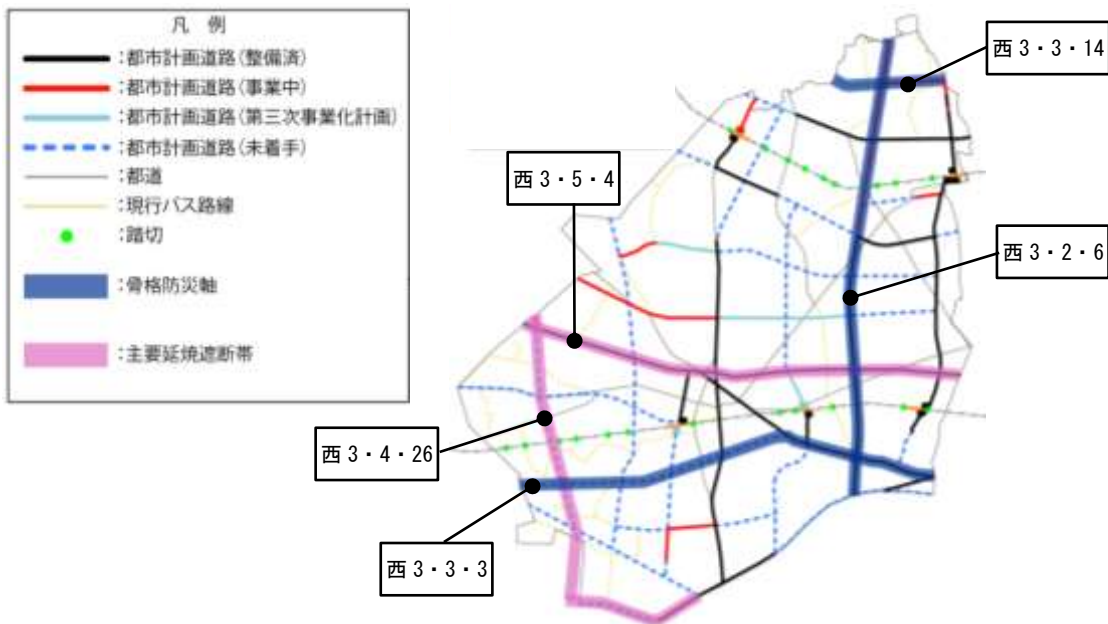 凡 例
:都市計画道路(整備済)
:都市計画道路(事業中)
:都市計画道路(第三次事業化計画)
:都市計画道路(未着手)
:都道
:現行バス路線
:踏切
:骨格防災軸
:主要延焼遮断帯
西3・3・14
西3・5・4
西3・2・6
西3・4・26
西3・3・3